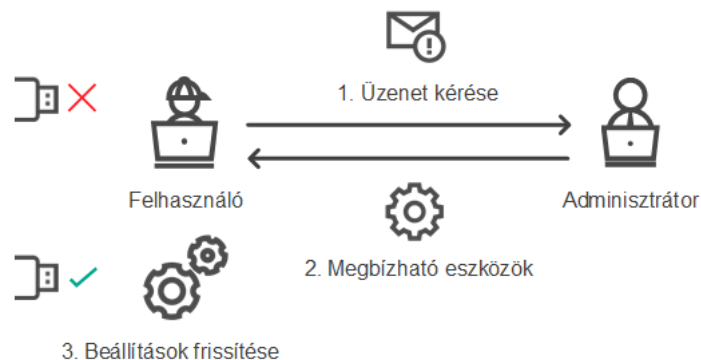 1. Üzenet kérése
Felhasználó
Adminisztrátor
2. Megbízható eszközök
3. Beállítások frissítése